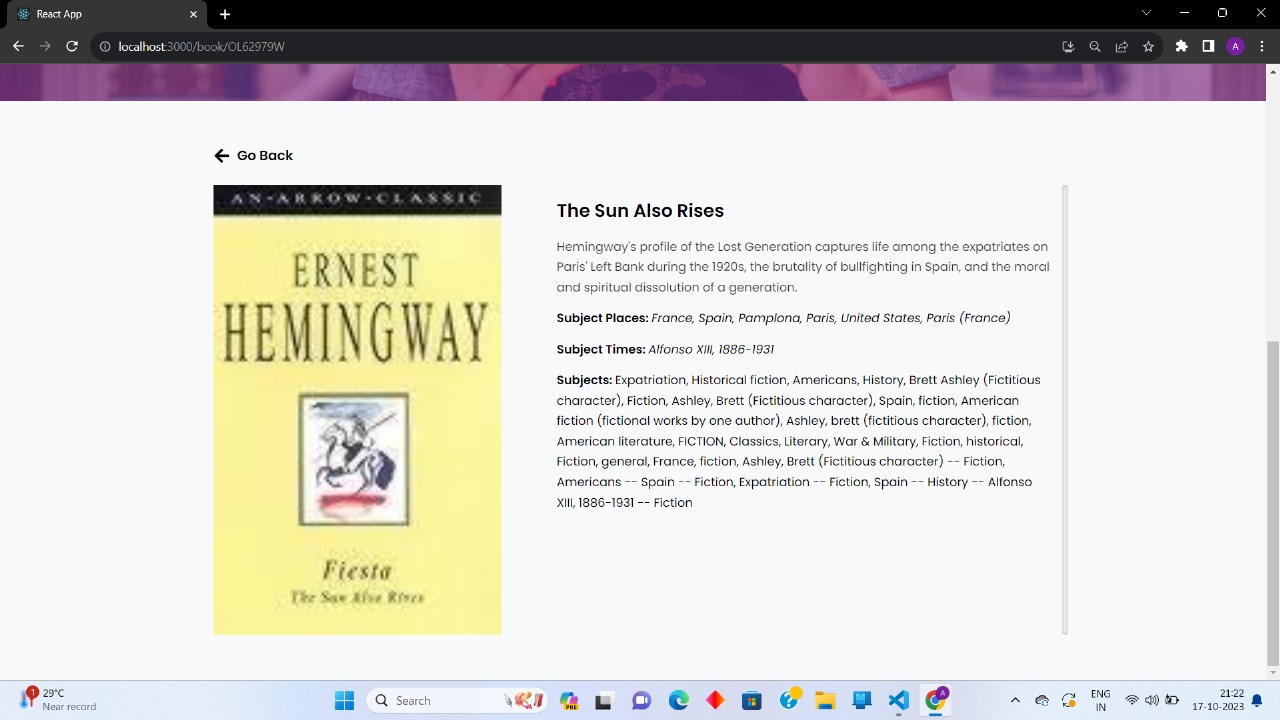 React App
localhost:3000/book/OL62979W
A
Go Back
AN·ARROW·CLASSIC
ERNEST
HEMINGWAY
Fiesta
The Sun Also Rises
The Sun Also Rises
Hemingway's profile of the Lost Generation captures life among the expatriates on
Paris' Left Bank during the 1920s, the brutality of bullfighting in Spain, and the moral
and spiritual dissolution of a generation.
Subject Places: France, Spain, Pamplona, Paris, United States, Paris (France)
Subject Times: Alfonso XIII, 1886-1931
Subjects: Expatriation, Historical fiction, Americans, History, Brett Ashley (Fictitious
character), Fiction, Ashley, Brett (Fictitious character), Spain, fiction, American
fiction (fictional works by one author), Ashley, brett (fictitious character), fiction,
American literature, FICTION, Classics, Literary, War & Military, Fiction, historical,
Fiction, general, France, fiction, Ashley, Brett (Fictitious character) -- Fiction,
Americans -- Spain -- Fiction, Expatriation -- Fiction, Spain -- History -- Alfonso
XIII, 1886-1931 -- Fiction
1
29°C
Near record
Search
PRE
A
ENG
IN
21:22
17-10-2023